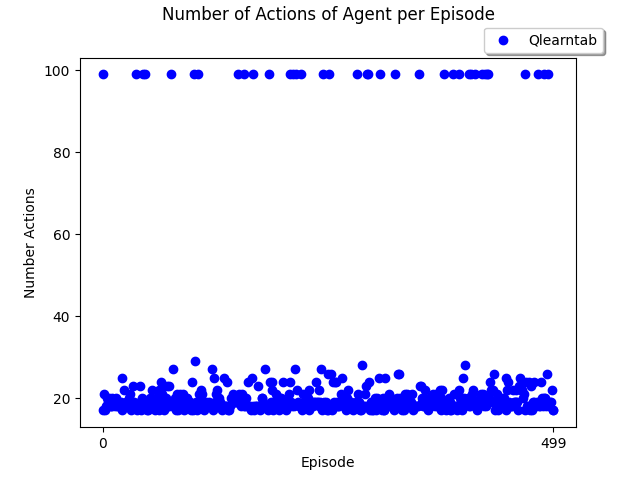 Number of Actions of Agent per Episode
Qlearntab
100
80
60
40
20
Number Actions
0
499
Episode